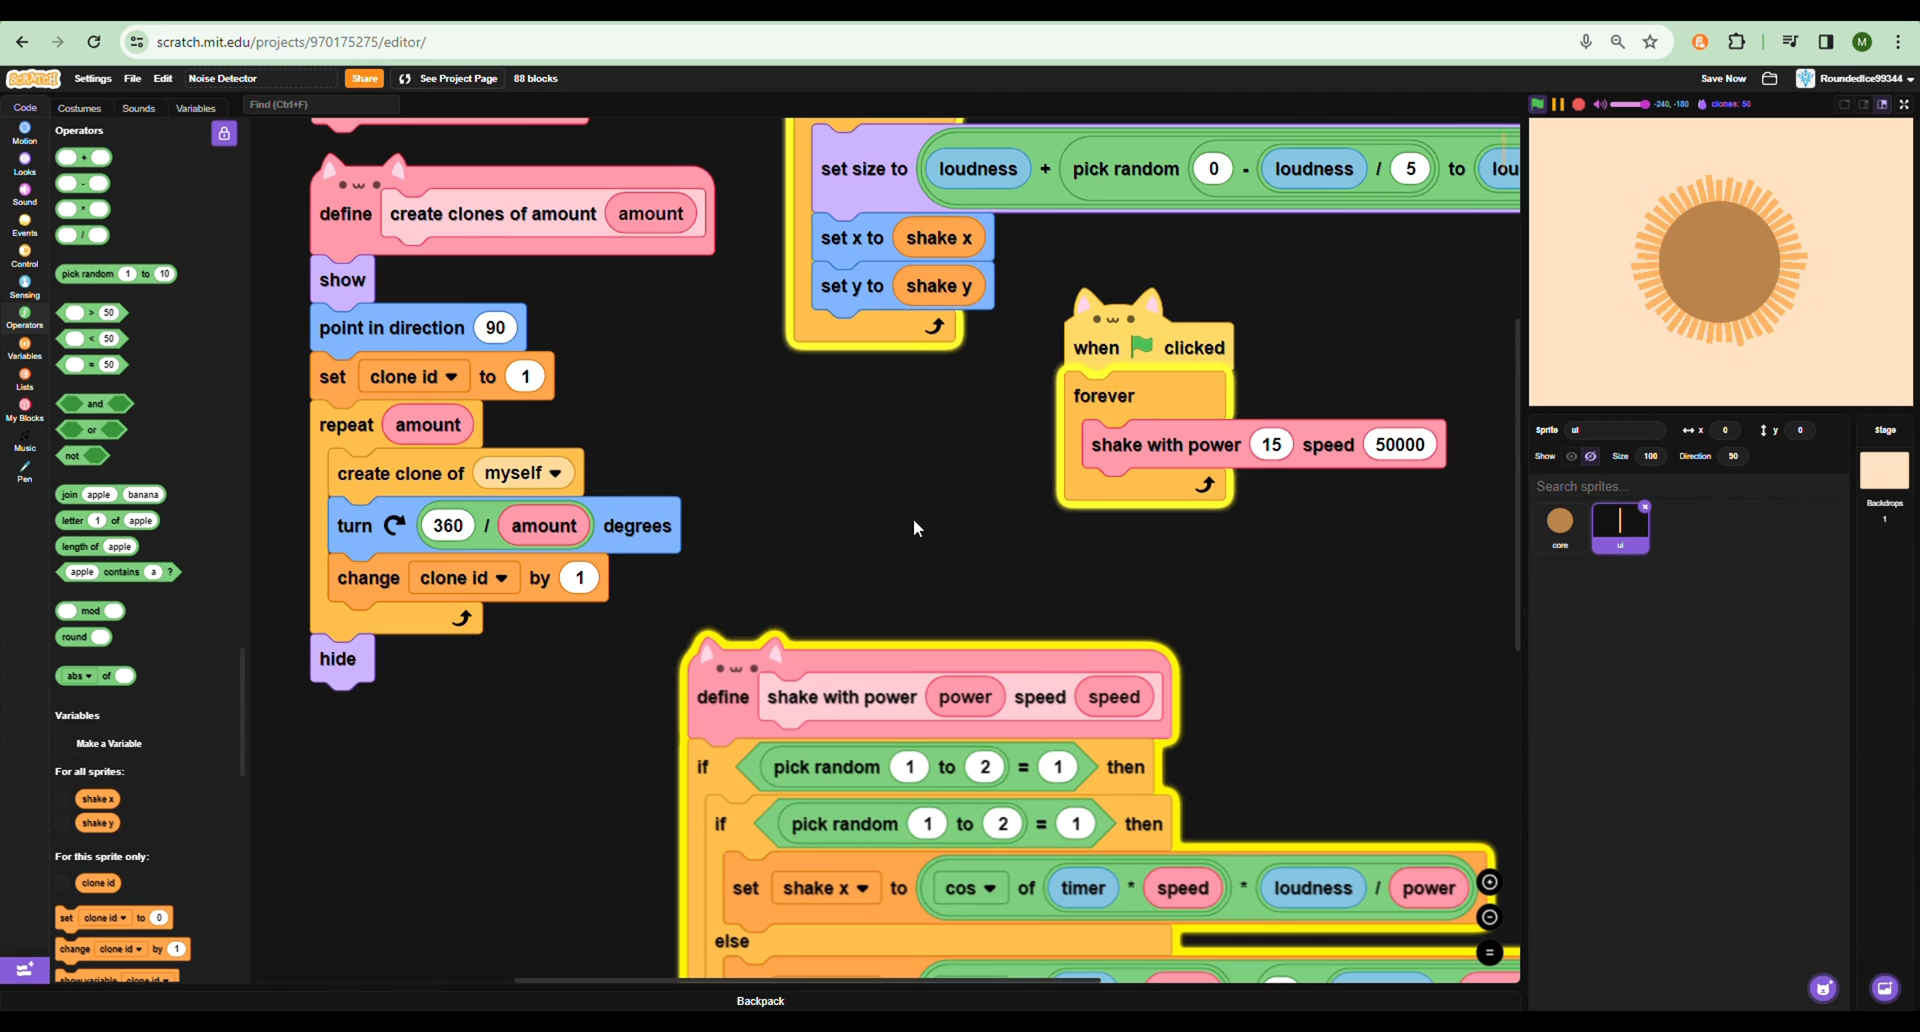 scratch.mit.edu/projects/970175275/editor/
M
SCRATCH Settings File Edit Noise Detector Share See Project Page 88 blocks Save Now RoundedIce99344
Code Costumes Sounds Variables Find (Ctrl+F) -240, -180 clones: 50
Motion
Looks
Sound
Events
Control
Sensing
Operators
Variables
Lists
My Blocks
Music
Pen
Operators
+
-
*
/
pick random 1 to 10
> 50
< 50
= 50
and
or
not
join apple banana
letter 1 of apple
length of apple
apple contains a ?
mod
round
abs of
Variables
Make a Variable
For all sprites:
shake x
shake y
For this sprite only:
clone id
set clone id to 0
change clone id by 1
show variable clone id
define create clones of amount amount
show
point in direction 90
set clone id to 1
repeat amount
create clone of myself
turn 360 / amount degrees
change clone id by 1
hide
set size to loudness + pick random 0 - loudness / 5 to lou
set x to shake x
set y to shake y
when clicked
forever
shake with power 15 speed 50000
define shake with power power speed speed
if pick random 1 to 2 = 1 then
if pick random 1 to 2 = 1 then
set shake x to cos of timer * speed * loudness / power
else
=
Backpack
Sprite ui x 0 y 0
Show Size 100 Direction 90
Search sprites...
core
ui
Stage
Backdrops
1